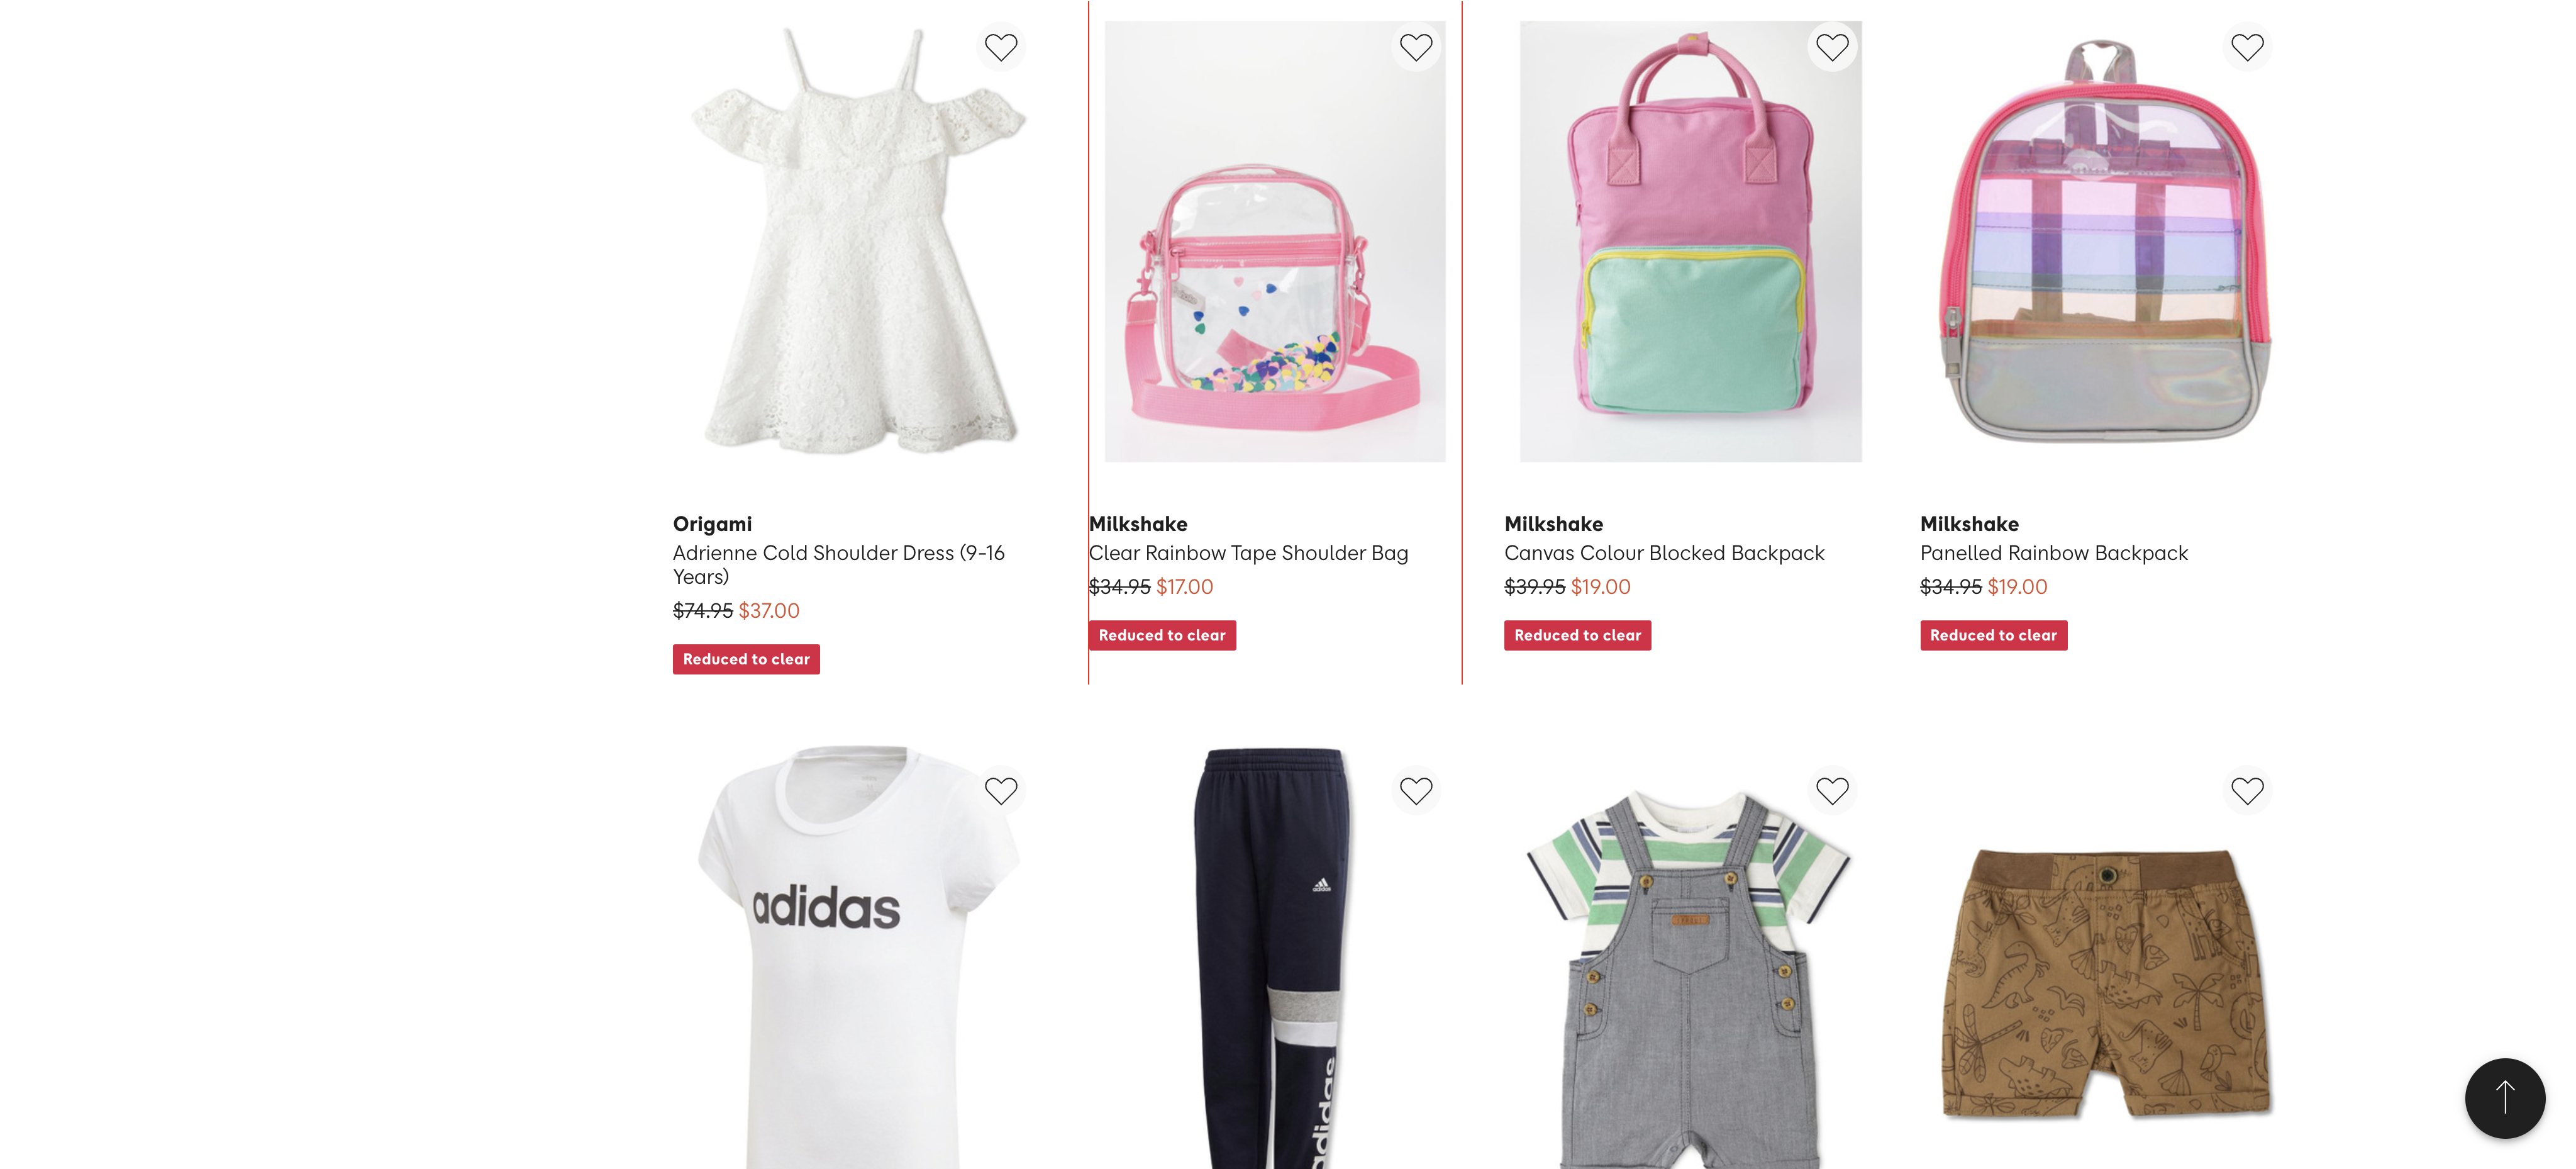 Origami
Adrienne Cold Shoulder Dress (9-16
Years)
$74.95 $37.00
Reduced to clear
Milkshake
Clear Rainbow Tape Shoulder Bag
$34.95 $17.00
Reduced to clear
Milkshake
Canvas Colour Blocked Backpack
$39.95 $19.00
Reduced to clear
Milkshake
Panelled Rainbow Backpack
$34.95 $19.00
Reduced to clear
adidas
adidas
adidas